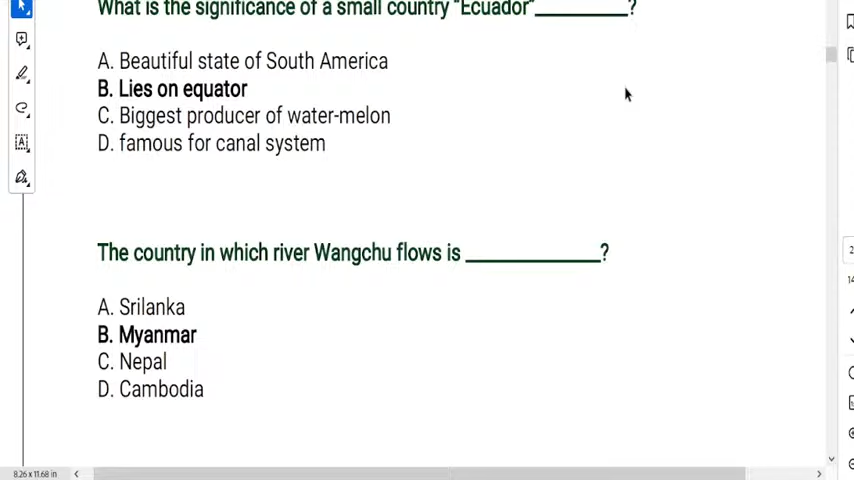 What is the significance of a small country "Ecuador"_________?
A. Beautiful state of South America
B. Lies on equator
C. Biggest producer of water-melon
D. famous for canal system
The country in which river Wangchu flows is _____________?
A. Srilanka
B. Myanmar
C. Nepal
D. Cambodia
8.26 x 11.68 in